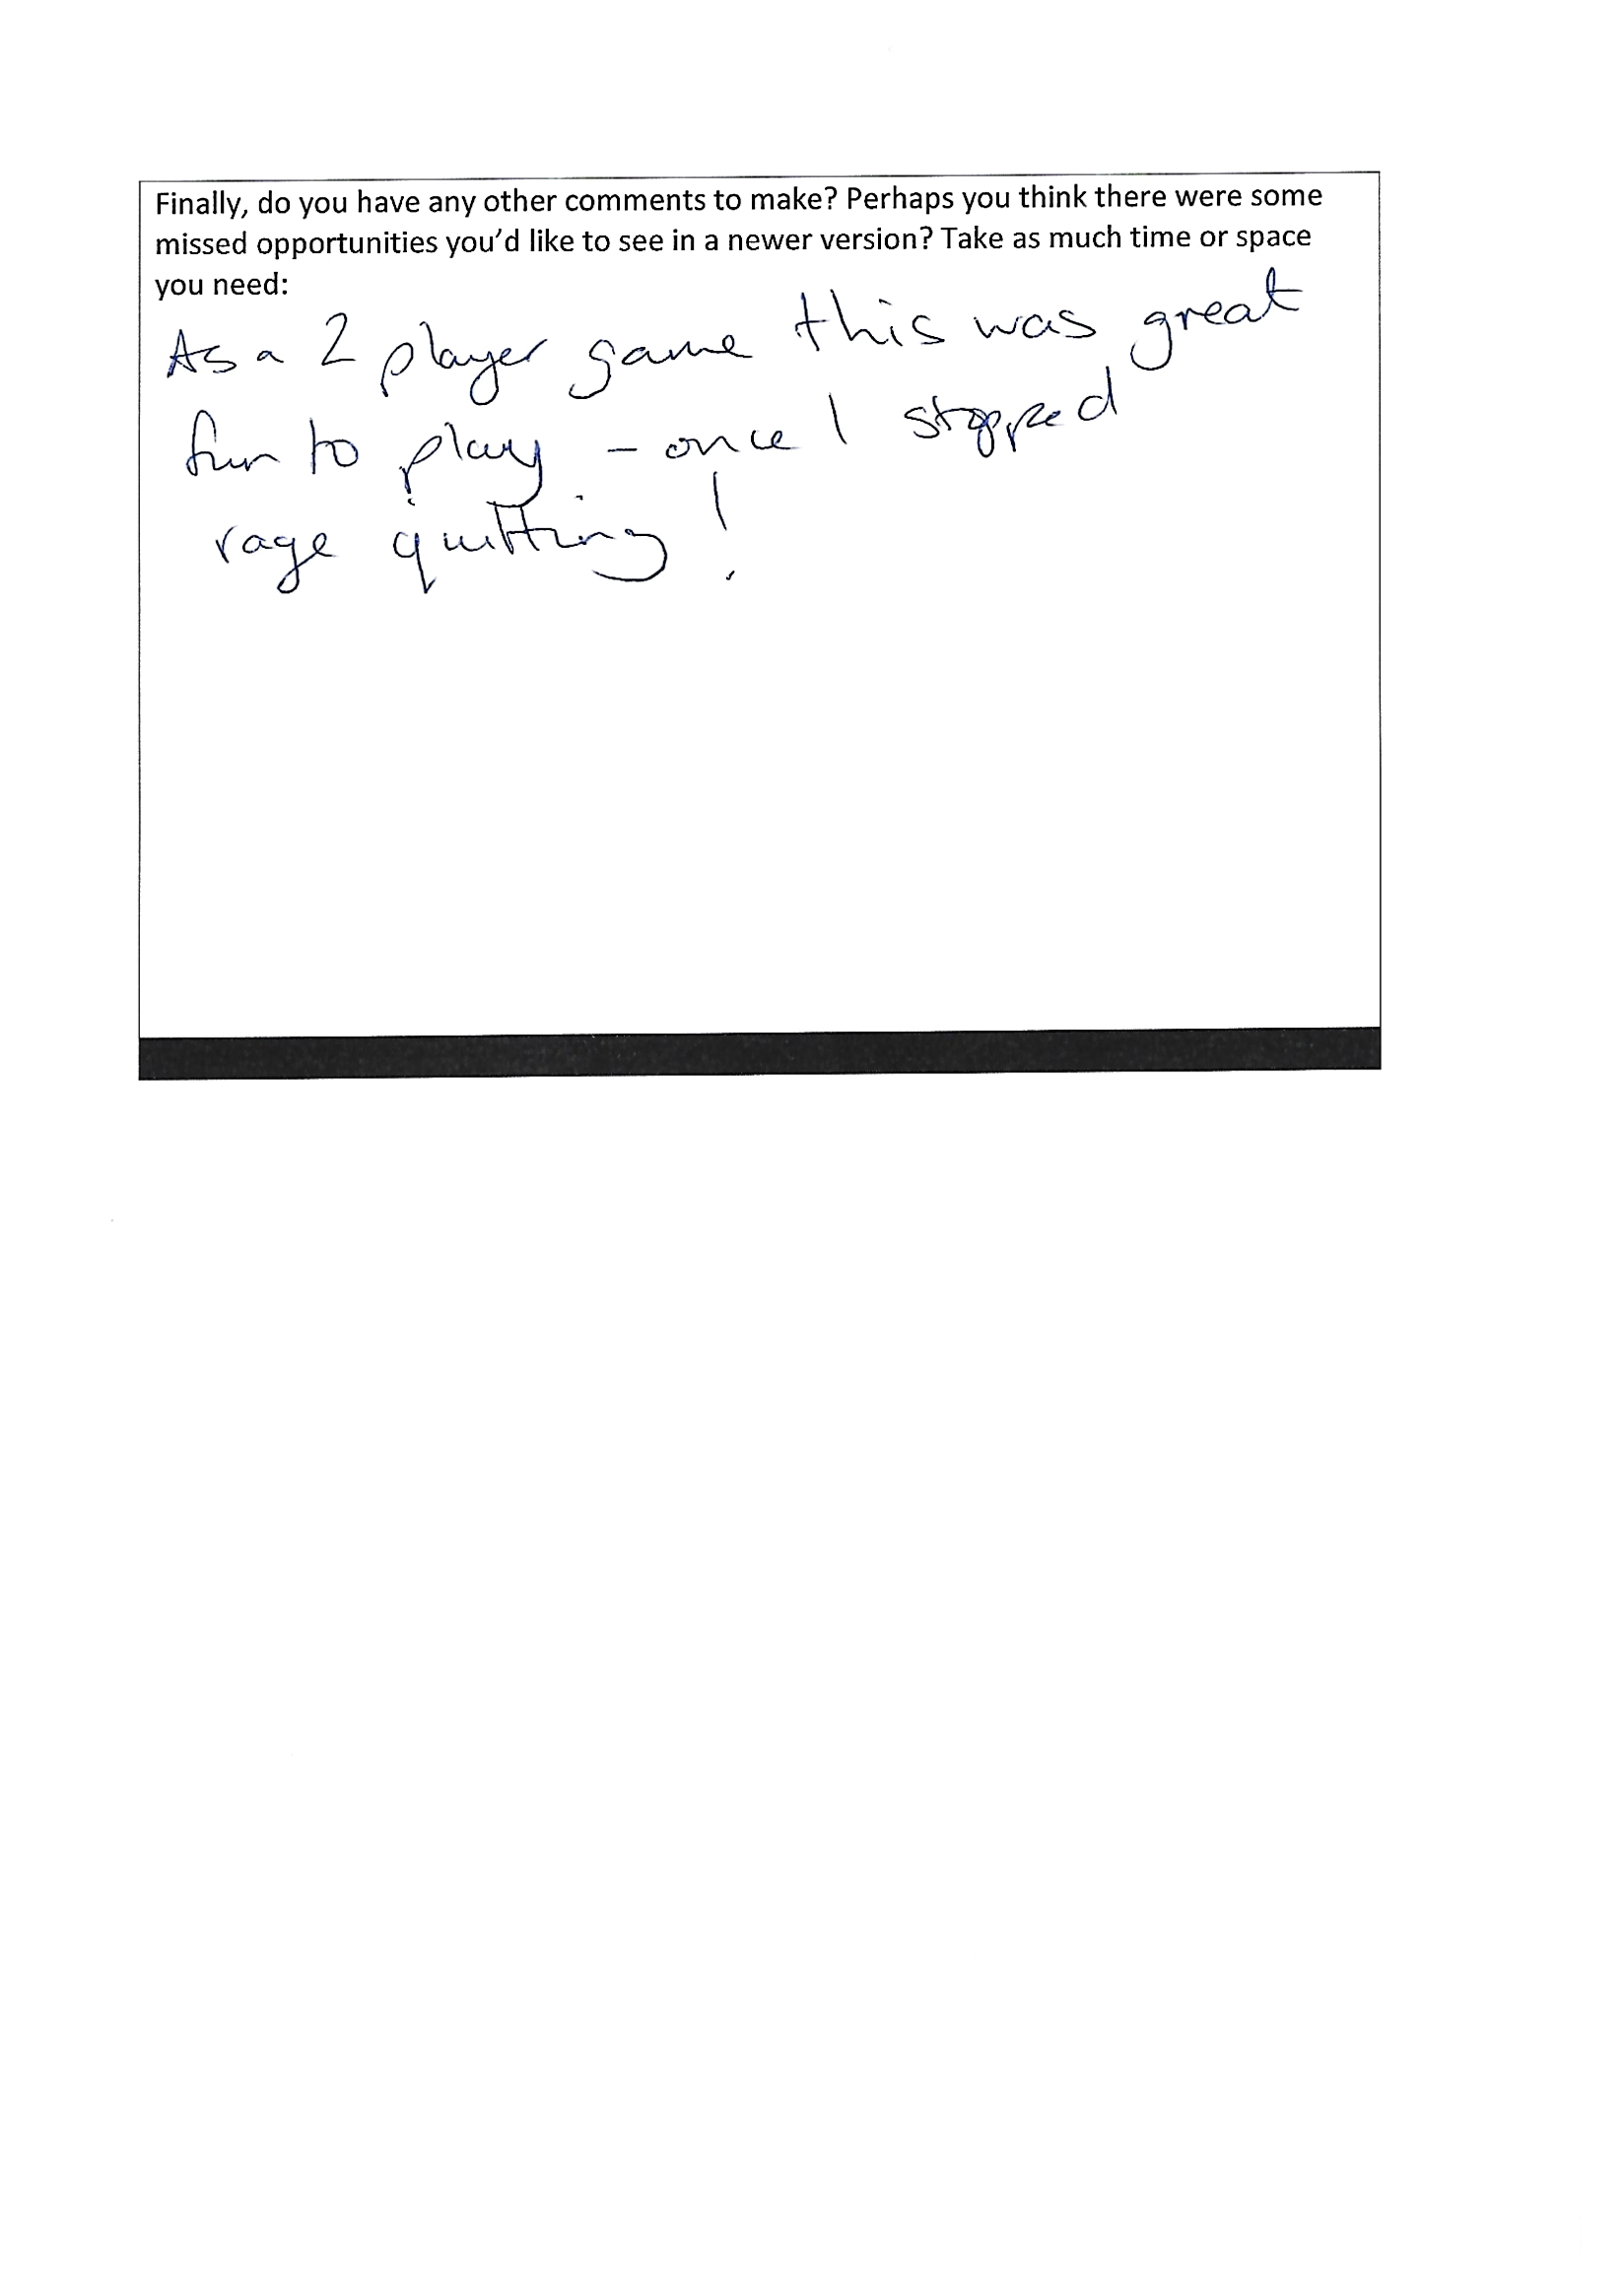 Finally, do you have any other comments to make? Perhaps you think there were some
missed opportunities you'd like to see in a newer version? Take as much time or space
you need:
As a 2 player game this was great
fun to play - once I stopped
rage quitting!